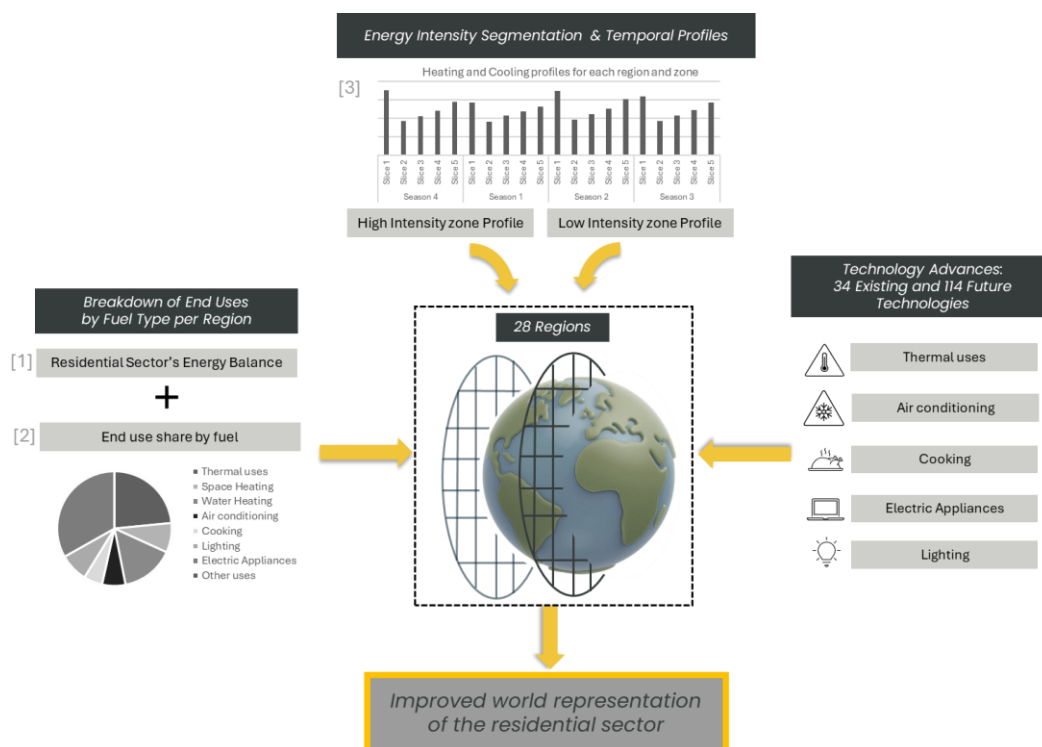 Energy Intensity Segmentation & Temporal Profiles
Heating and Cooling profiles for each region and zone
[3]
Slice 1
Slice 2
Slice 3
Slice 4
Slice 5
Slice 1
Slice 2
Slice 3
Slice 4
Slice 5
Slice 1
Slice 2
Slice 3
Slice 4
Slice 5
Slice 1
Slice 2
Slice 3
Slice 4
Slice 5
Season 4
Season 1
Season 2
Season 3
High Intensity zone Profile
Low Intensity zone Profile
Breakdown of End Uses
by Fuel Type per Region
[1]
Residential Sector's Energy Balance
+
[2]
End use share by fuel
Thermal uses
Space Heating
Water Heating
Air conditioning
Cooking
Lighting
Electric Appliances
Other uses
28 Regions
Technology Advances:
34 Existing and 114 Future
Technologies
Thermal uses
Air conditioning
Cooking
Electric Appliances
Lighting
Improved world representation
of the residential sector